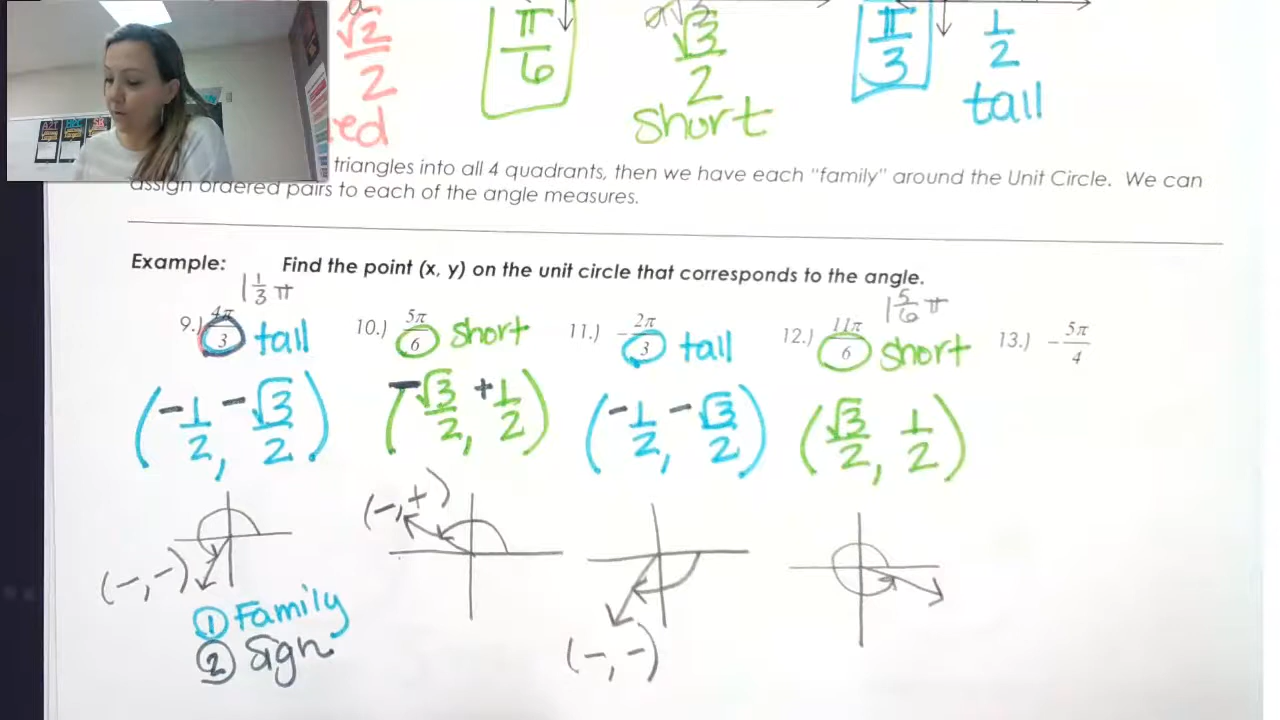 √2/2 π/6 √3/2 π/3 1/2
ed short tall
triangles into all 4 quadrants, then we have each "family" around the Unit Circle. We can
assign ordered pairs to each of the angle measures.
Example: Find the point (x, y) on the unit circle that corresponds to the angle.
1 1/3 π 1 5/6 π
9.) 4π/3 tall 10.) 5π/6 short 11.) -2π/3 tall 12.) 11π/6 short 13.) -5π/4
(-1/2, -√3/2) (-√3/2, +1/2) (-1/2, -√3/2) (√3/2, 1/2)
(-,+)
(-,-)
① Family
② Sign
(-,-)